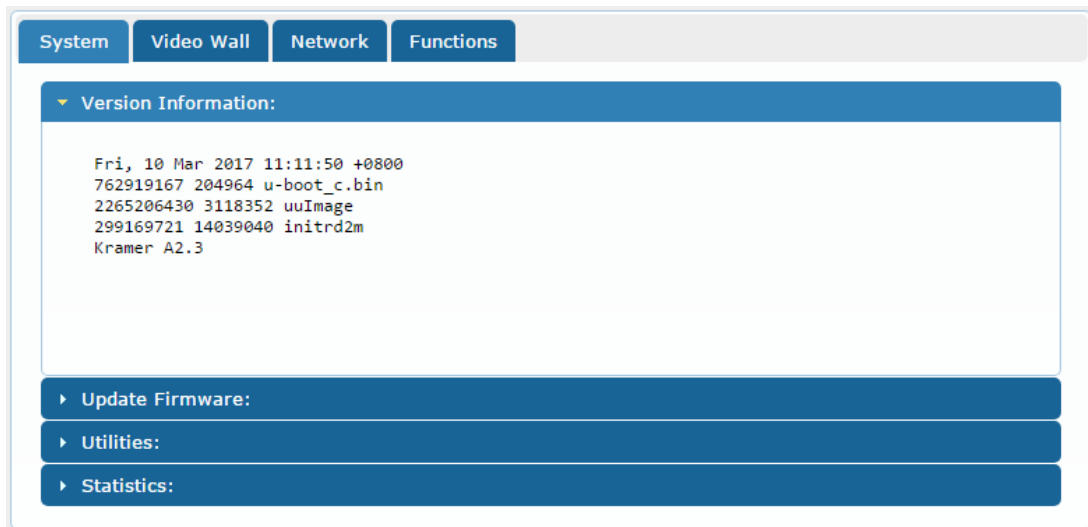 System Video Wall Network Functions
Version Information:
Fri, 10 Mar 2017 11:11:50 +0800
762919167 204964 u-boot_c.bin
2265206430 3118352 uuImage
299169721 14039040 initrd2m
Kramer A2.3
Update Firmware:
Utilities:
Statistics: